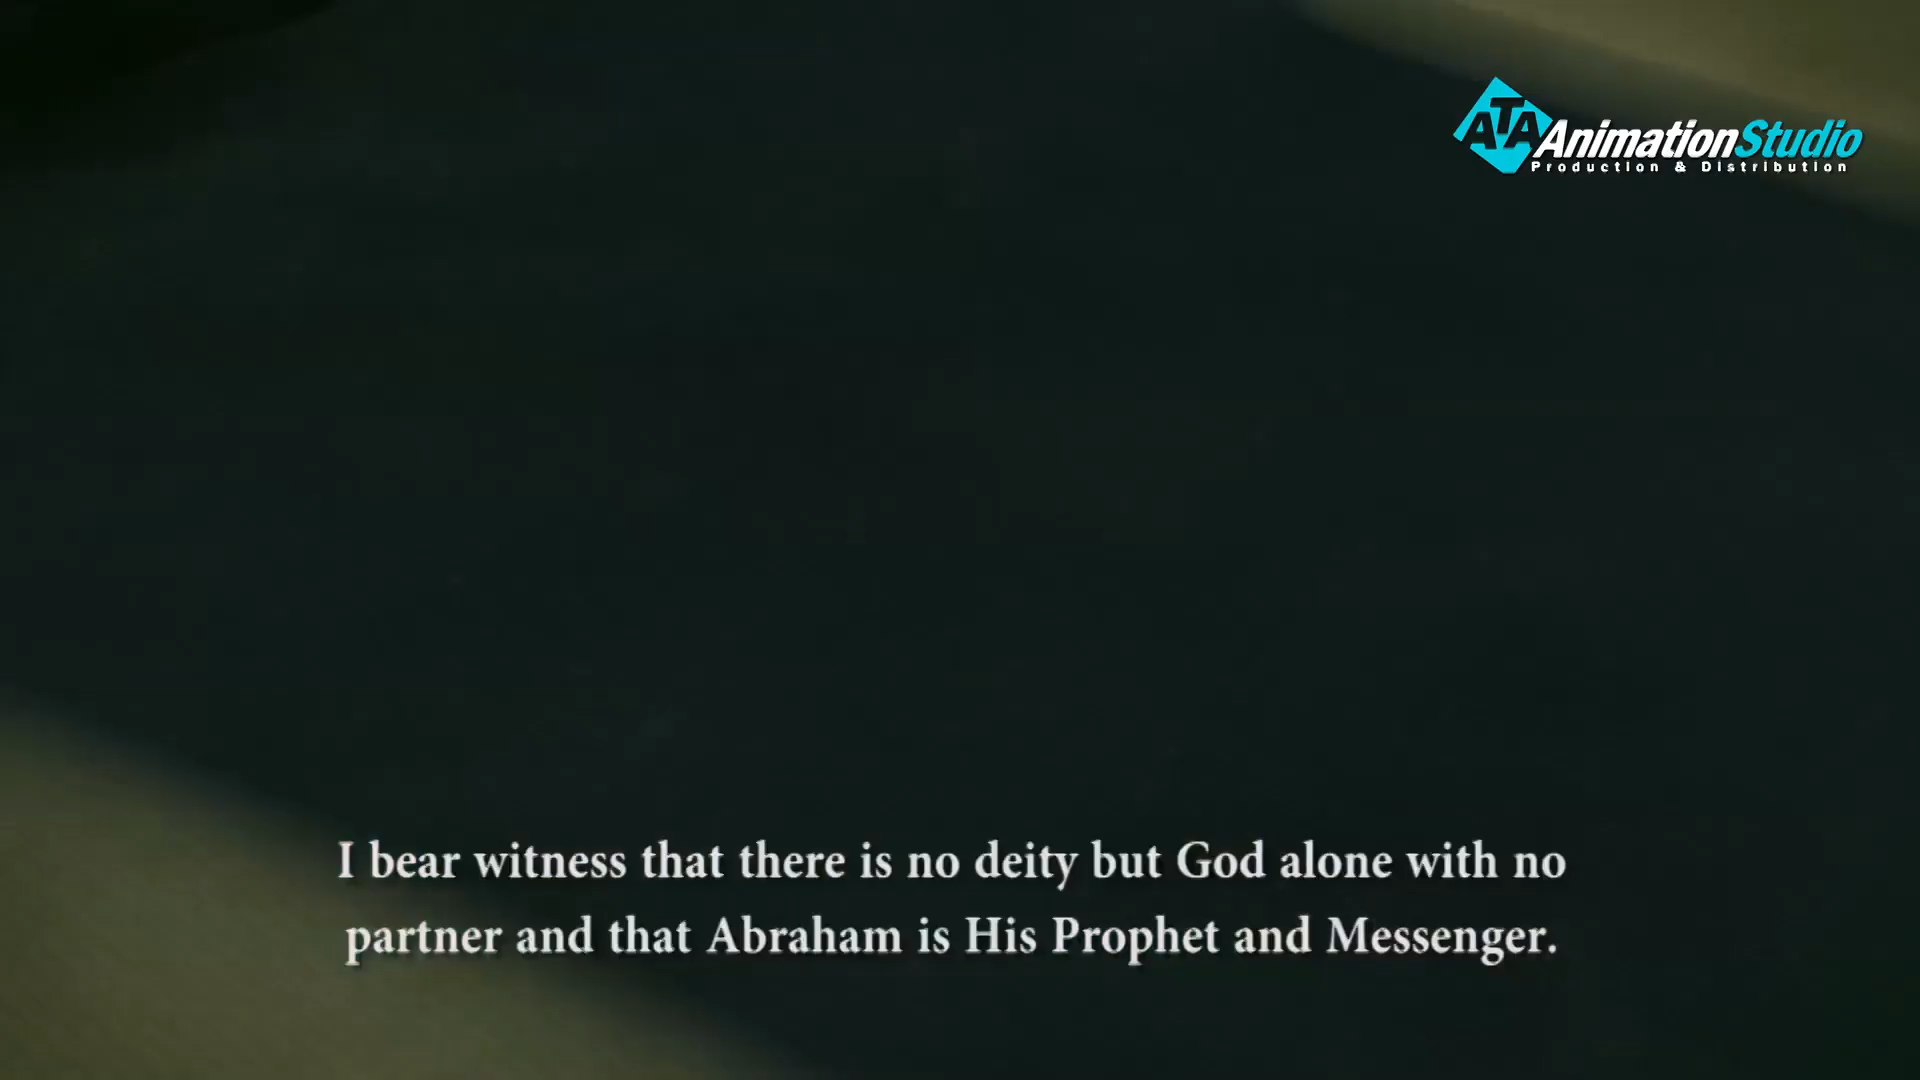 ATA AnimationStudio
Production & Distribution
I bear witness that there is no deity but God alone with no
partner and that Abraham is His Prophet and Messenger.